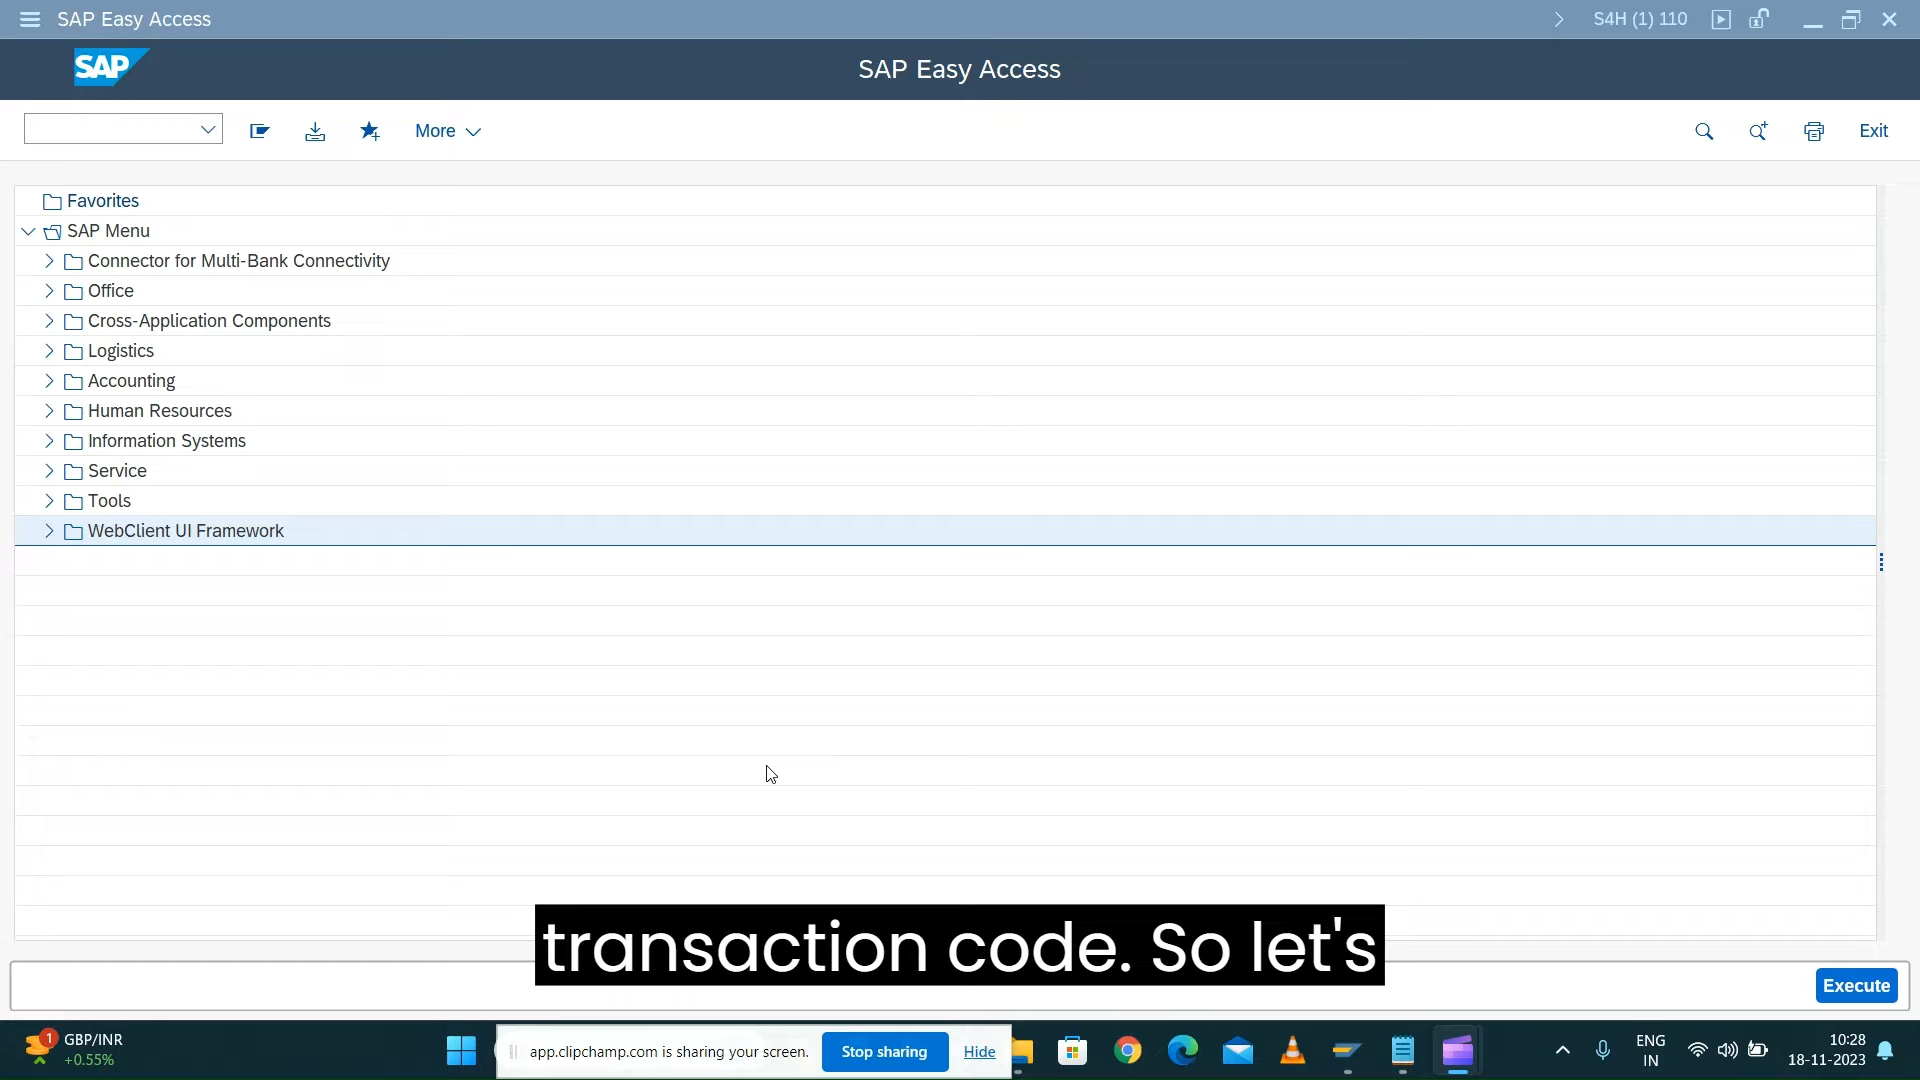 SAP Easy Access
S4H (1) 110
SAP
SAP Easy Access
More
Exit
Favorites
SAP Menu
Connector for Multi-Bank Connectivity
Office
Cross-Application Components
Logistics
Accounting
Human Resources
Information Systems
Service
Tools
WebClient UI Framework
transaction code. So let's
Execute
1
GBP/INR
+0.55%
app.clipchamp.com is sharing your screen.
Stop sharing
Hide
ENG
IN
10:28
18-11-2023